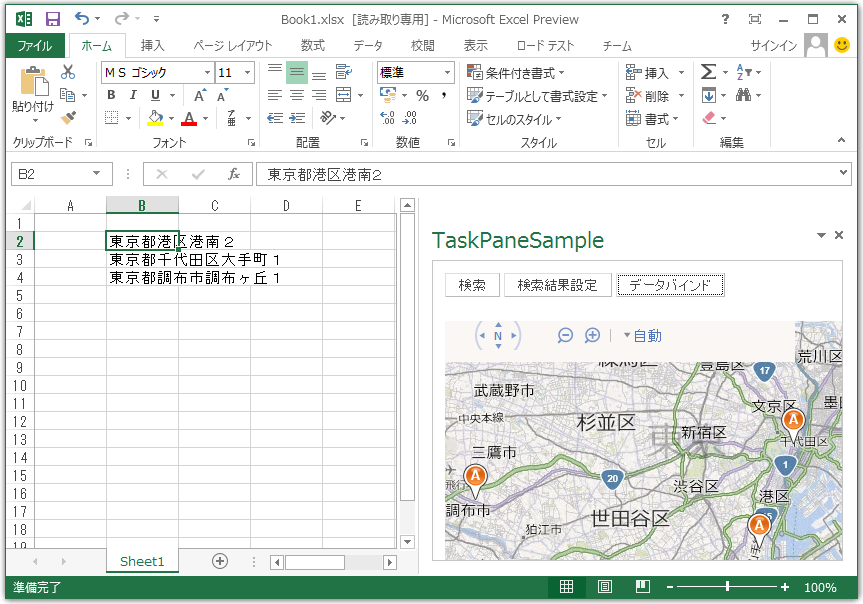 Book1.xlsx [読み取り専用] - Microsoft Excel Preview
ファイル ホーム 挿入 ページ レイアウト 数式 データ 校閲 表示 ロード テスト チーム サインイン
ＭＳ ゴシック 11 標準 条件付き書式 挿入
貼り付け B I U A A % , テーブルとして書式設定 削除
A セルのスタイル 書式
クリップボード フォント 配置 数値 スタイル セル 編集
B2 fx 東京都港区港南２
A B C D E
1
2 東京都港区港南２
3 東京都千代田区大手町１
4 東京都調布市調布ヶ丘１
5
6
7
8
9
10
11
12
13
14
15
16
17
18
19
TaskPaneSample
検索 検索結果設定 データバインド
N 自動
荒川区
練馬区 豊島区 17
武蔵野市 文京区
中央本線 杉並区 A
新宿区 千代田区
三鷹市 1
A 20 渋谷区
調布市 港区
世田谷区 A
狛江市
Sheet1
準備完了 100%